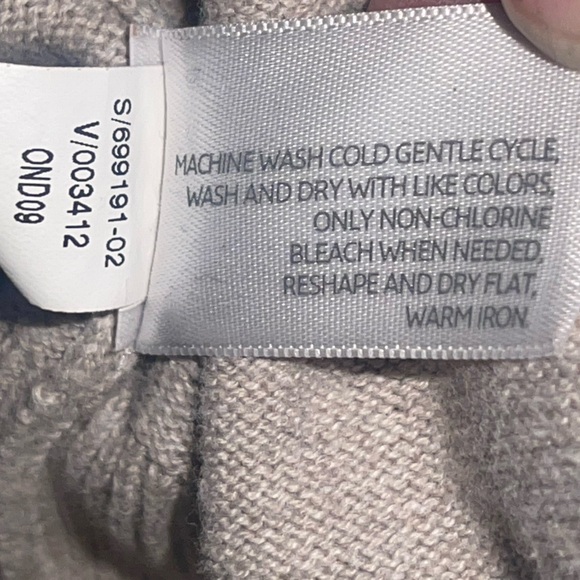 S/699191-02
V/003412
OND09
MACHINE WASH COLD GENTLE CYCLE,
WASH AND DRY WITH LIKE COLORS,
ONLY NON-CHLORINE
BLEACH WHEN NEEDED,
RESHAPE AND DRY FLAT,
WARM IRON.